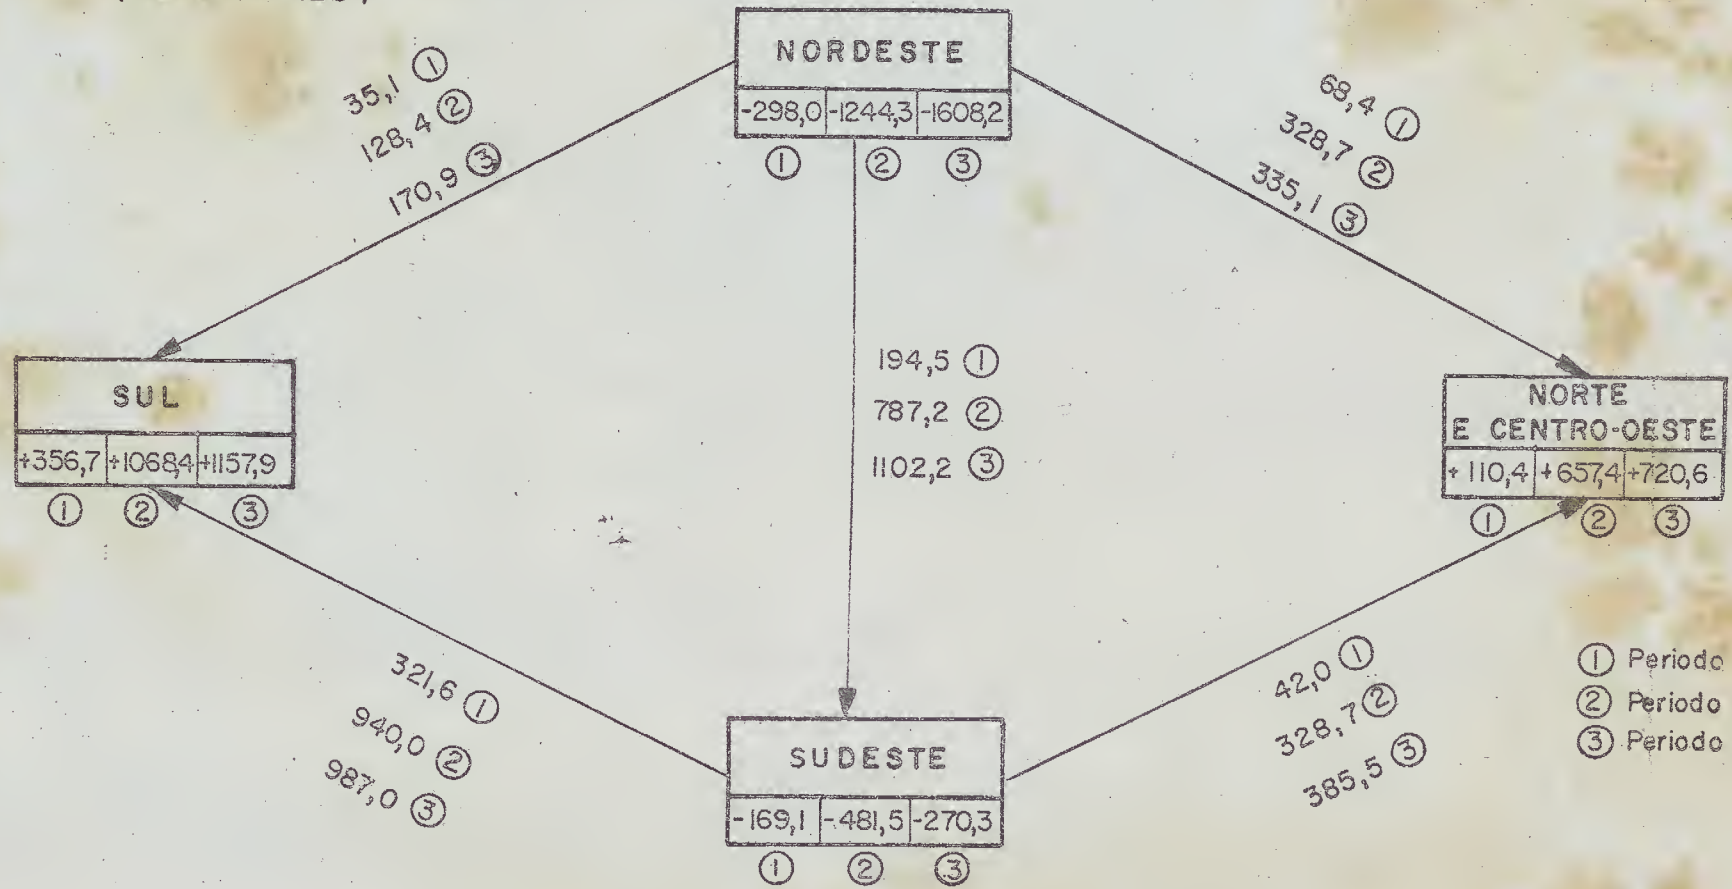 NORDESTE
-298,0 -1244,3 -1608,2
① ② ③
35,1 ①
128,4 ②
170,9 ③
68,4 ①
328,7 ②
335,1 ③
SUL
+356,7 +1068,4 +1157,9
① ② ③
194,5 ①
787,2 ②
1102,2 ③
NORTE
E CENTRO-OESTE
+110,4 +657,4 +720,6
① ② ③
321,6 ①
940,0 ②
987,0 ③
42,0 ①
328,7 ②
385,5 ③
SUDESTE
-169,1 -481,5 -270,3
① ② ③
① Periodo
② Periodo
③ Periodo